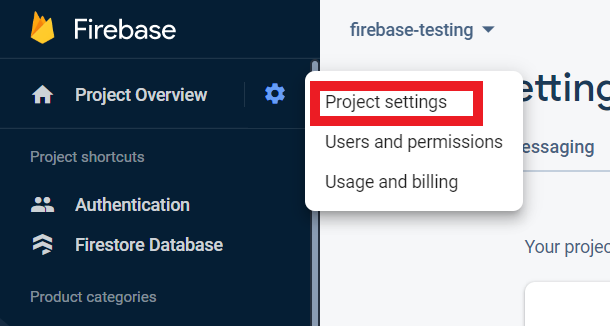 Firebase
Project Overview
Project shortcuts
Authentication
Firestore Database
Product categories
firebase-testing
Project settings
Users and permissions
Usage and billing
etting
essaging
Your projec